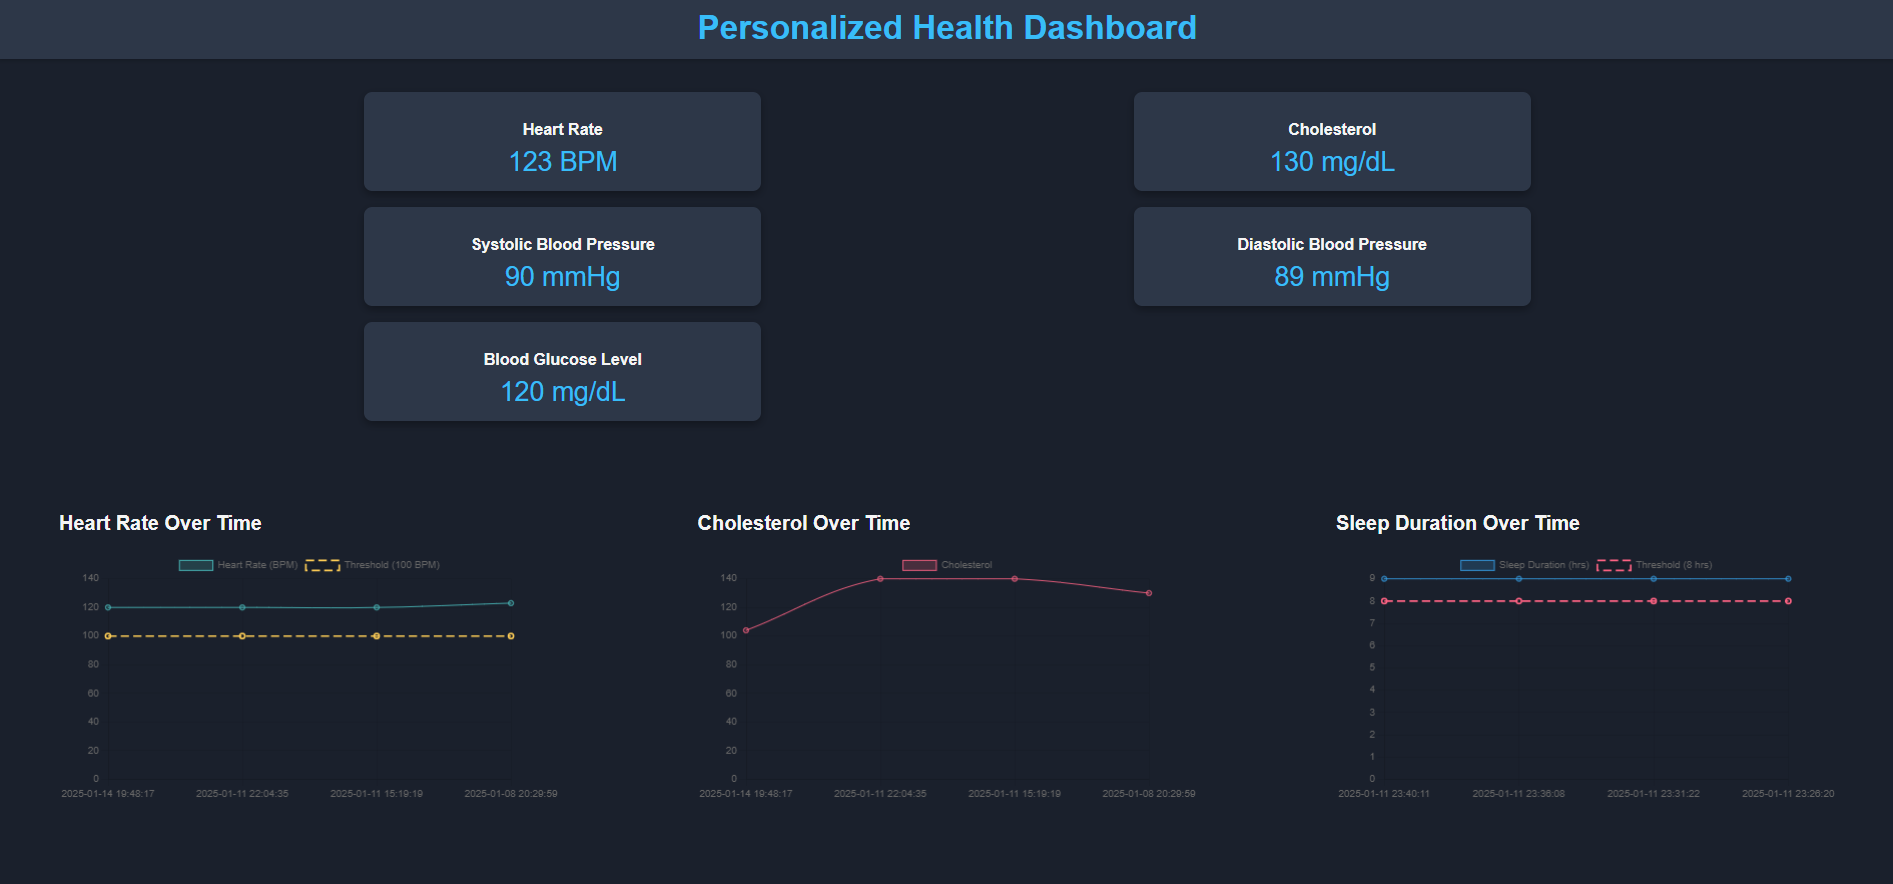 Personalized Health Dashboard
Heart Rate
123 BPM
Cholesterol
130 mg/dL
Systolic Blood Pressure
90 mmHg
Diastolic Blood Pressure
89 mmHg
Blood Glucose Level
120 mg/dL
Heart Rate Over Time
Heart Rate (BPM) Threshold (100 BPM)
140
120
100
80
60
40
20
0
2025-01-14 19:48:17 2025-01-11 22:04:35 2025-01-11 15:19:19 2025-01-08 20:29:59
Cholesterol Over Time
Cholesterol
140
120
100
80
60
40
20
0
2025-01-14 19:48:17 2025-01-11 22:04:35 2025-01-11 15:19:19 2025-01-08 20:29:59
Sleep Duration Over Time
Sleep Duration (hrs) Threshold (8 hrs)
9
8
7
6
5
4
3
2
1
0
2025-01-11 23:40:11 2025-01-11 23:36:08 2025-01-11 23:31:22 2025-01-11 23:26:20